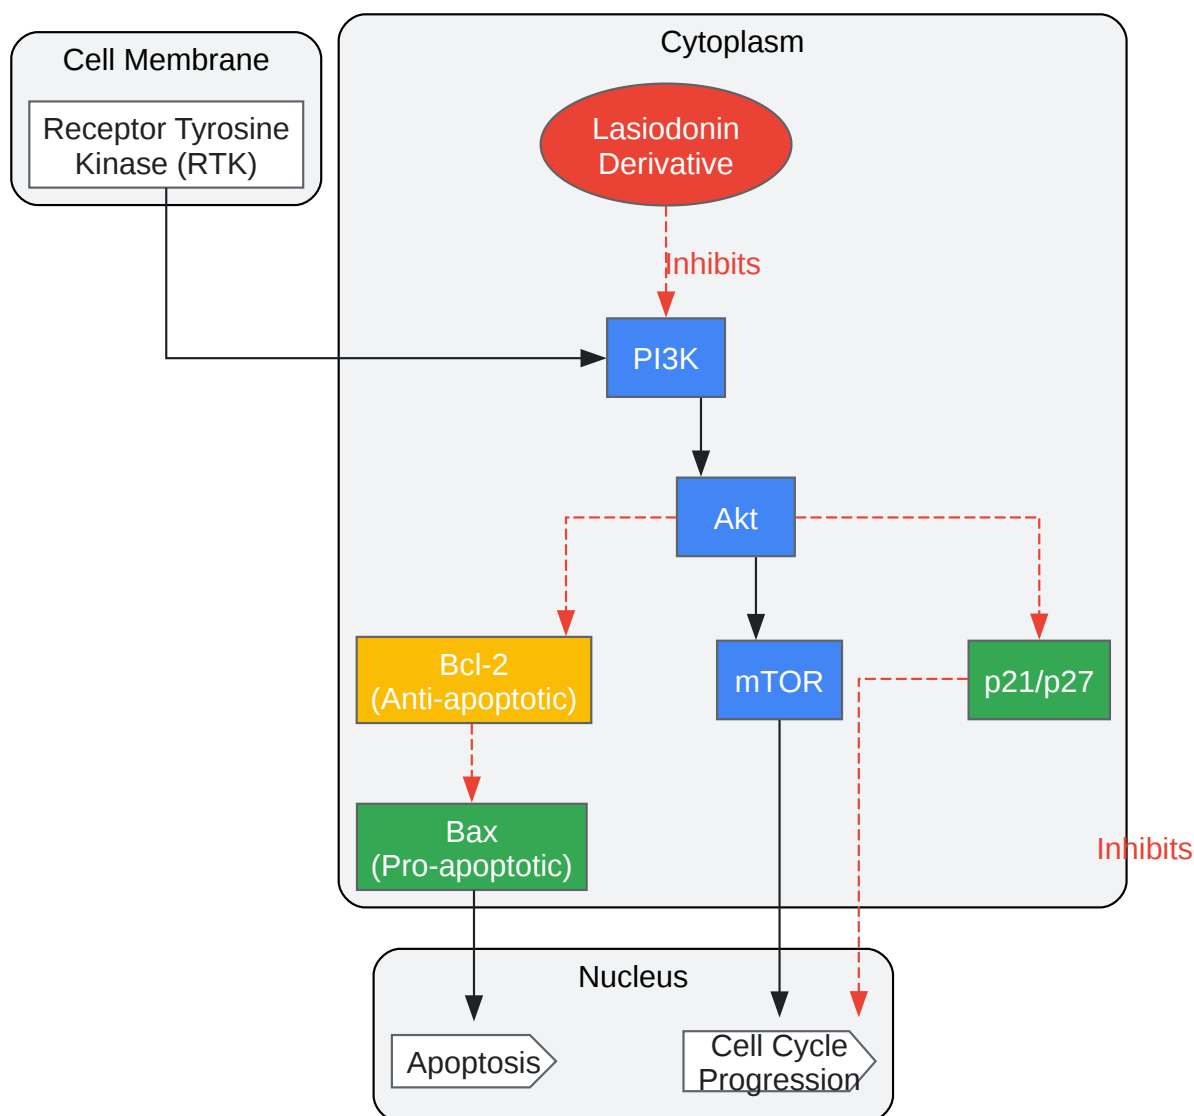 Cell Membrane
Receptor Tyrosine
Kinase (RTK)
Cytoplasm
Lasiodonin
Derivative
Inhibits
PI3K
Akt
Bcl-2
(Anti-apoptotic)
mTOR
p21/p27
Bax
(Pro-apoptotic)
Inhibits
Nucleus
Apoptosis
Cell Cycle
Progression